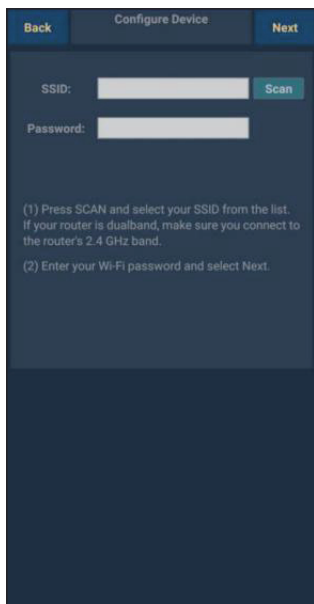 Back
Configure Device
Next
SSID:
Scan
Password:
(1) Press SCAN and select your SSID from the list.
If your router is dualband, make sure you connect to
the router's 2.4 GHz band.
(2) Enter your Wi-Fi password and select Next.